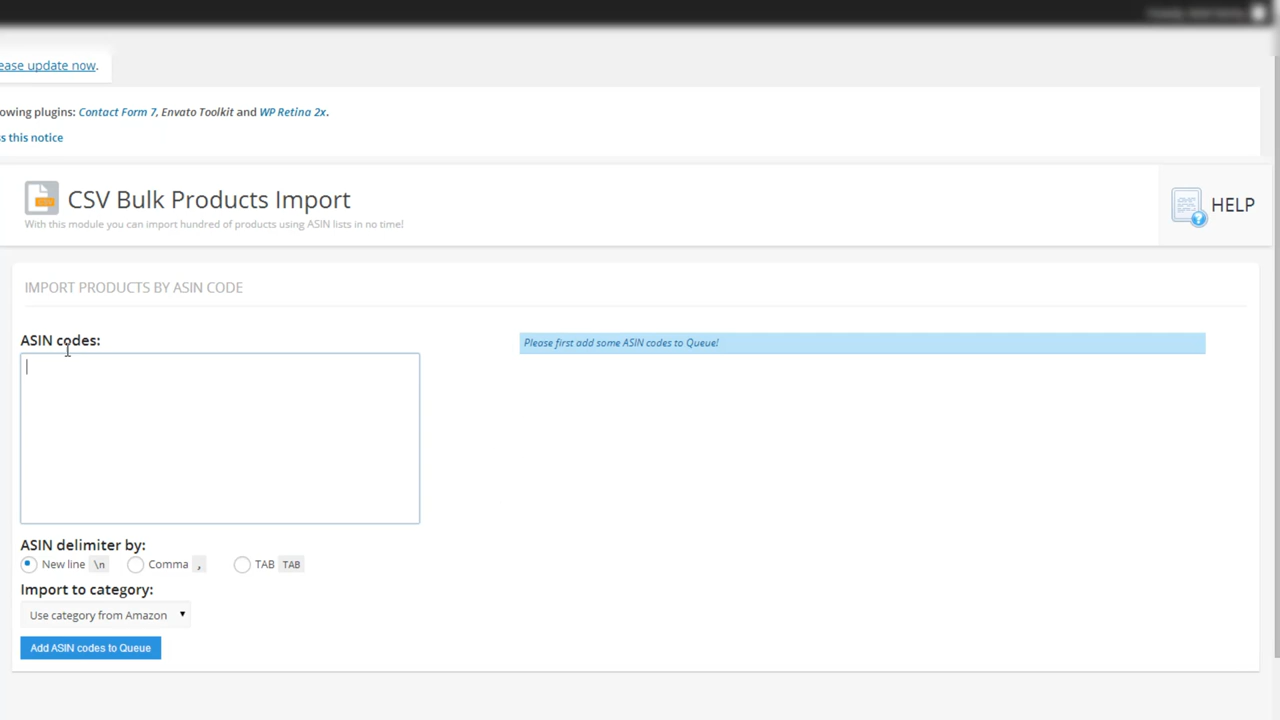 ease update now.
owing plugins: Contact Form 7, Envato Toolkit and WP Retina 2x.
s this notice
CSV Bulk Products Import
With this module you can import hundred of products using ASIN lists in no time!
HELP
IMPORT PRODUCTS BY ASIN CODE
ASIN codes:
Please first add some ASIN codes to Queue!
ASIN delimiter by:
New line \n Comma , TAB TAB
Import to category:
Use category from Amazon
Add ASIN codes to Queue